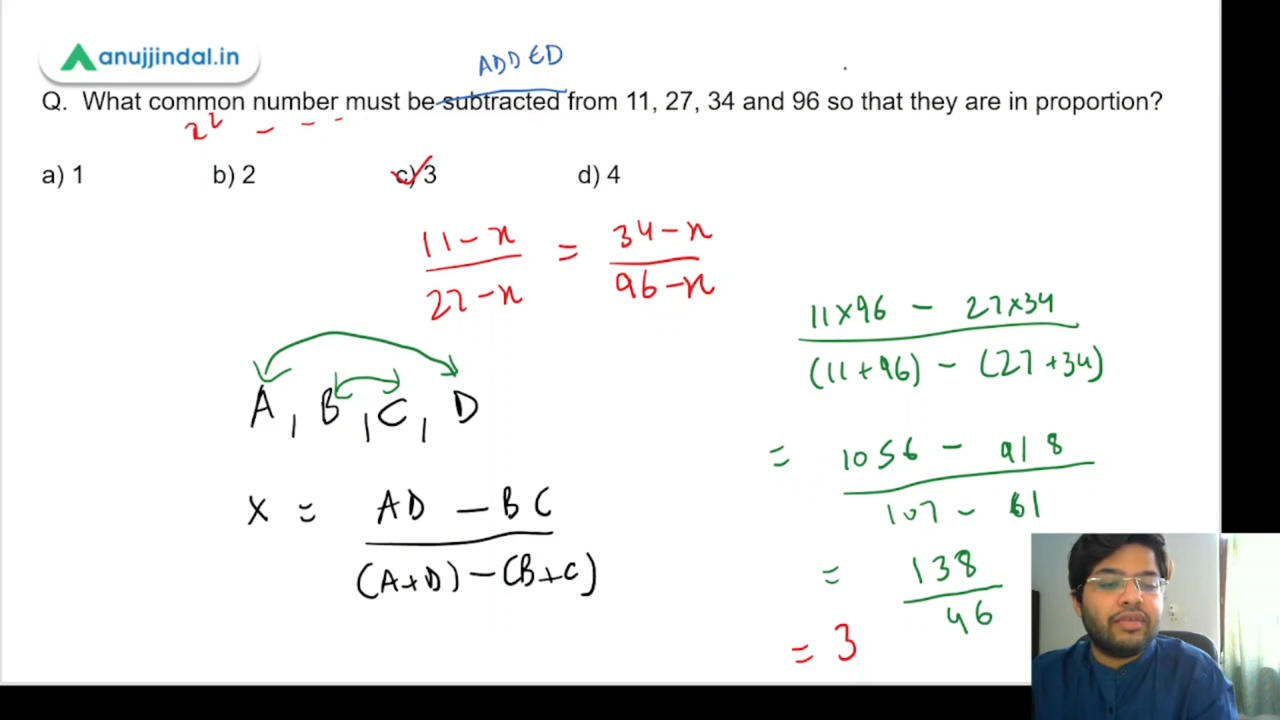 anujjindal.in
ADDED
Q. What common number must be subtracted from 11, 27, 34 and 96 so that they are in proportion?
x² - - -
a) 1 b) 2 c) 3 d) 4
11-x / 27-x = 34-x / 96-x
11×96 - 27×34 / (11+96) - (27+34)
A, B, C, D
= 1056 - 918 / 107 - 61
X = AD - BC / (A+D) - (B+C)
= 138 / 46
= 3